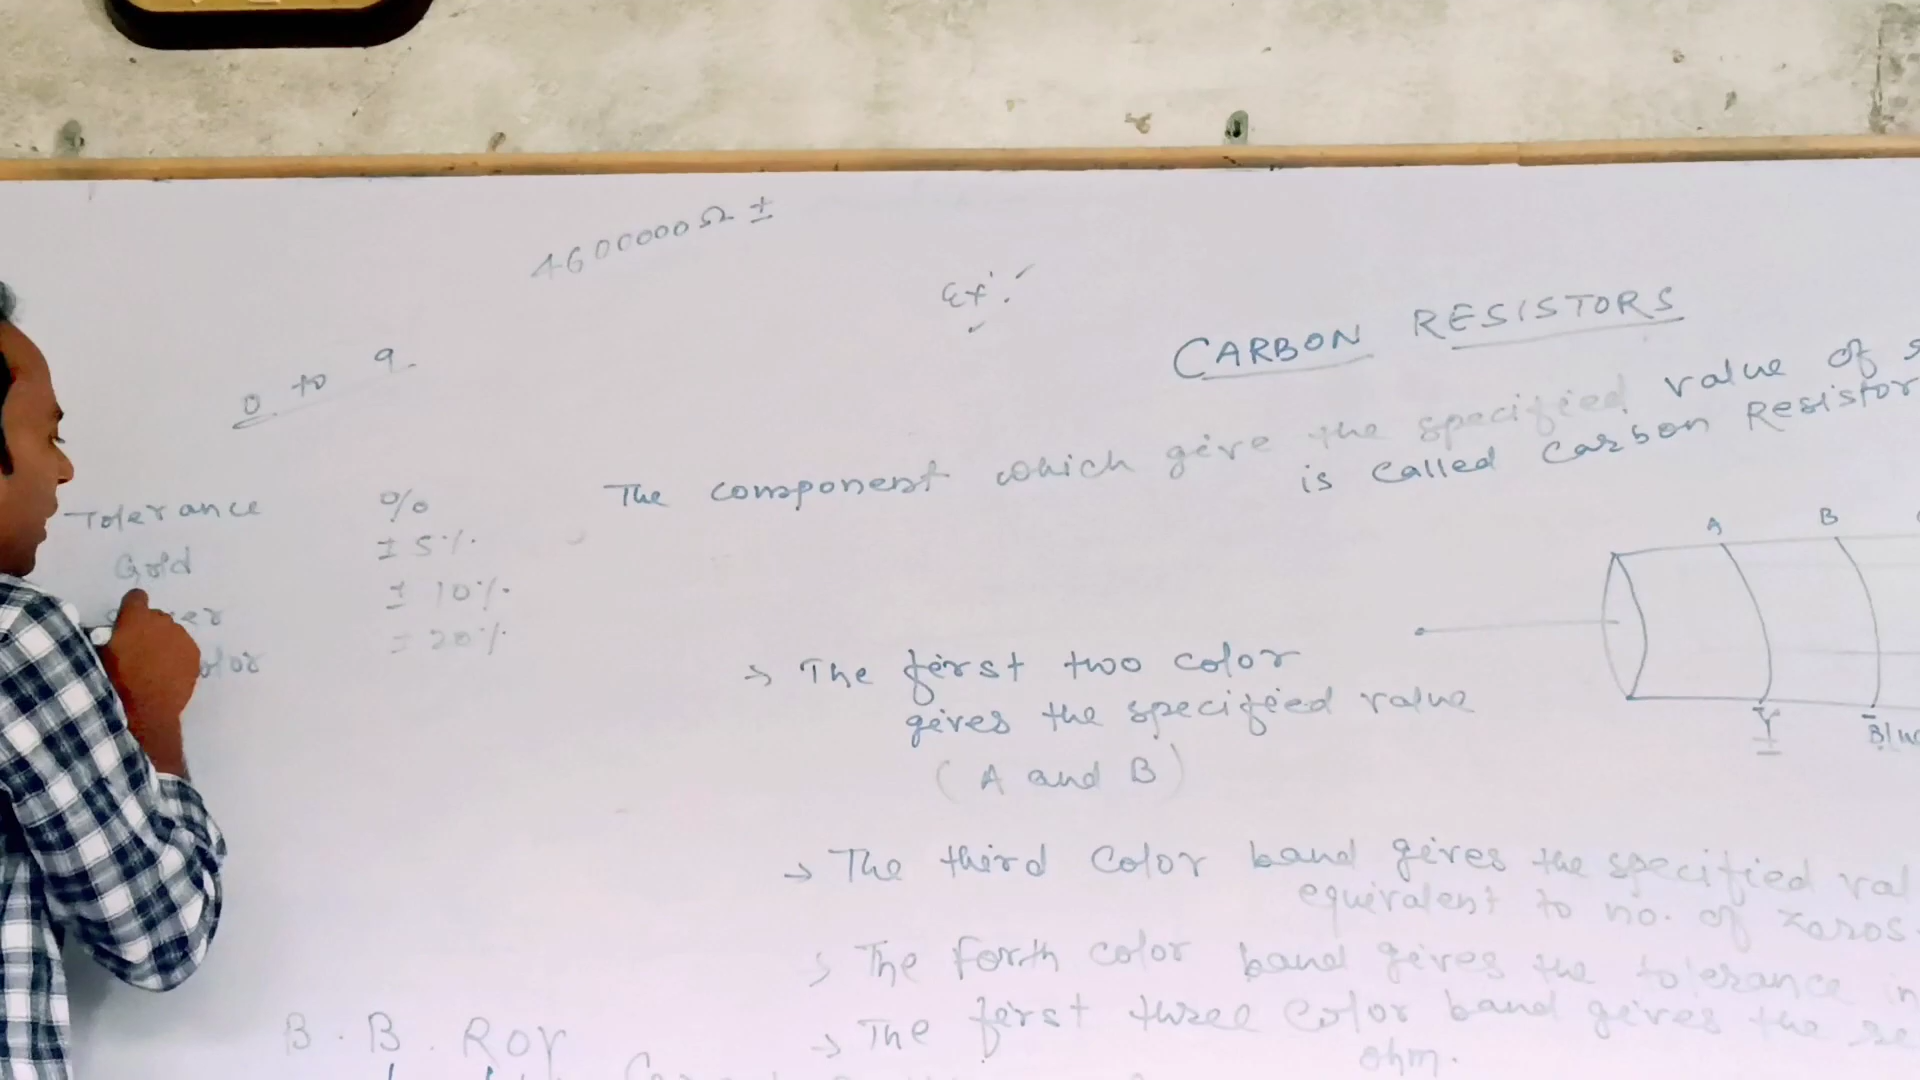 4600000Ω ±
Ex:-
0 to 9
CARBON RESISTORS
The component which give the specified value of
is called Carbon Resistor
Tolerance %
Gold ± 5%
± 10%
± 20%
A B
Y
→ The first two color
gives the specified value
(A and B)
→ The third color band gives the specified
equivalent to no. of zeros
→ The forth color band gives the tolerance in
→ The first three color band gives the
ohm.
B. B. Roy